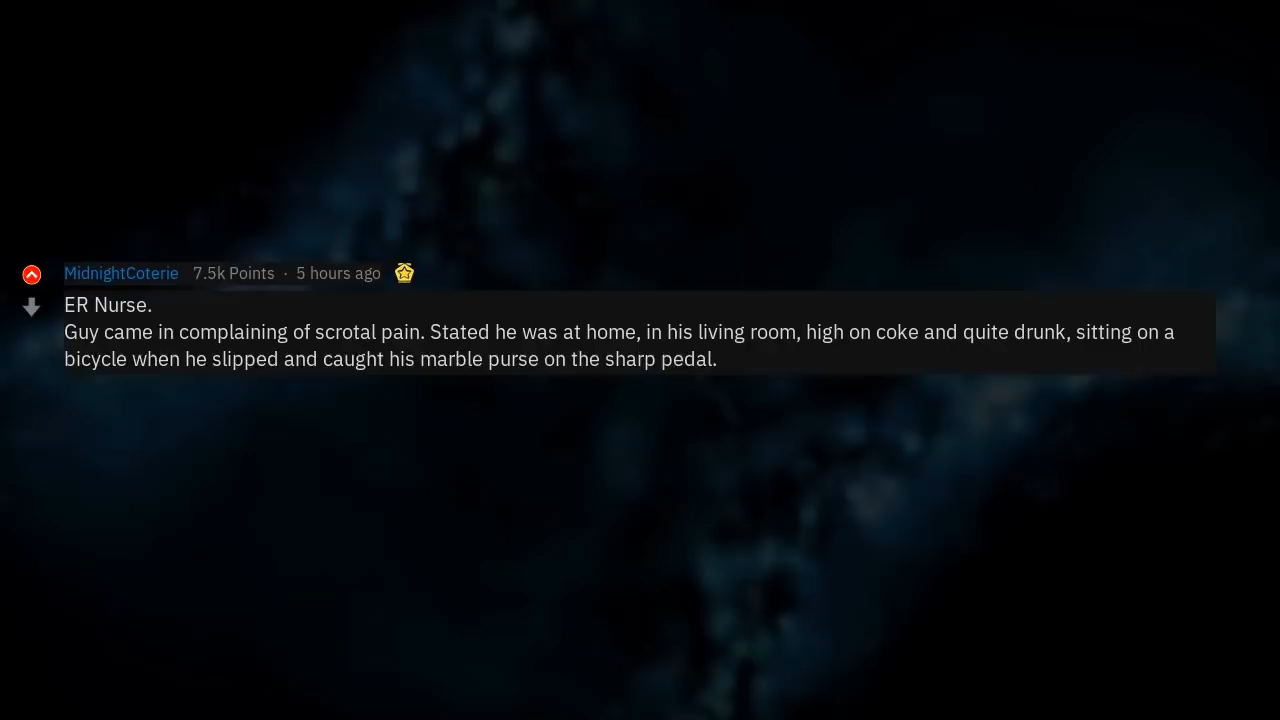 MidnightCoterie 7.5k Points · 5 hours ago
ER Nurse.
Guy came in complaining of scrotal pain. Stated he was at home, in his living room, high on coke and quite drunk, sitting on a
bicycle when he slipped and caught his marble purse on the sharp pedal.